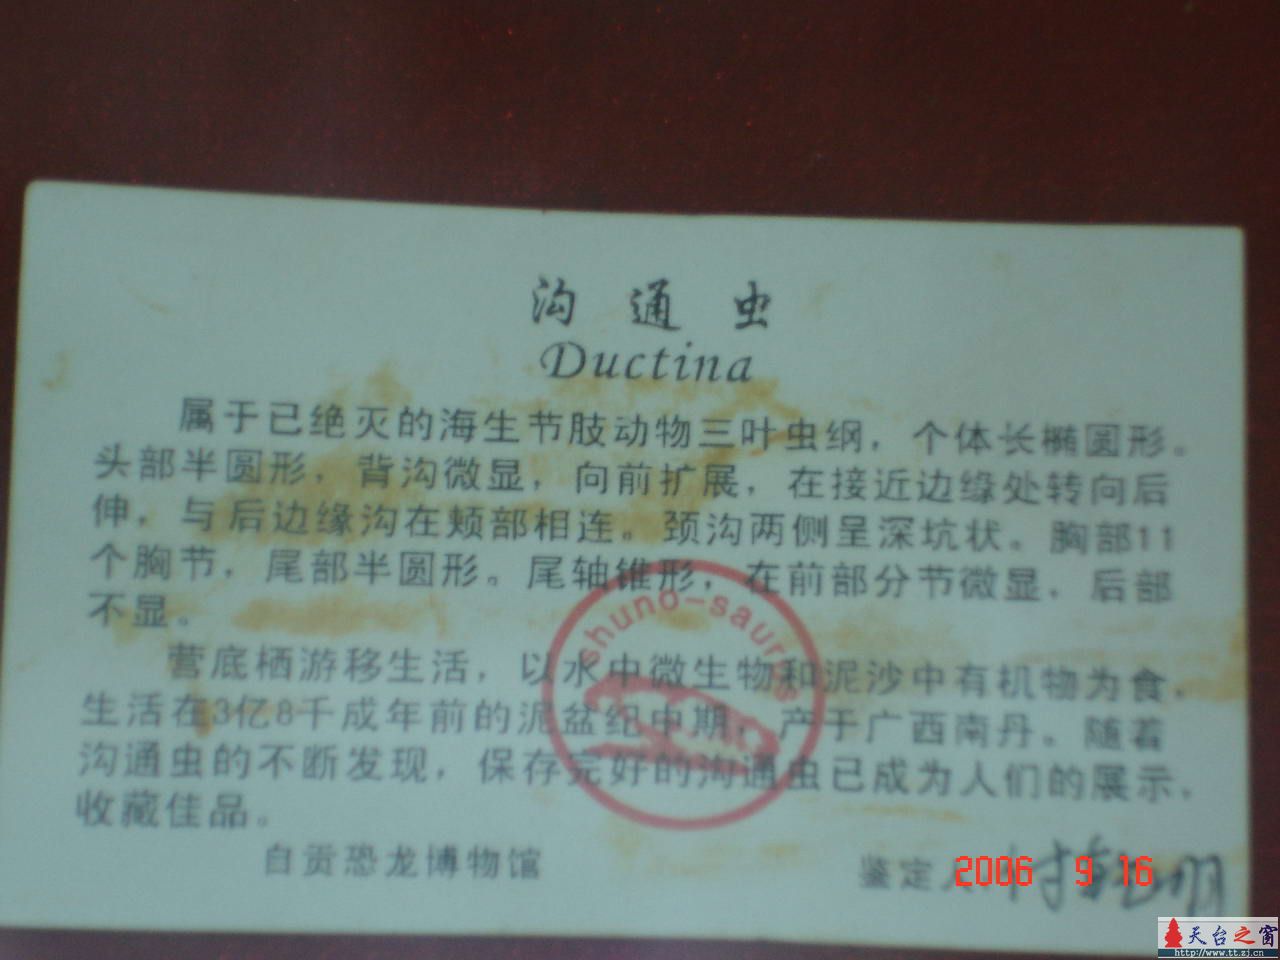 沟通虫
Ductina
属于已绝灭的海生节肢动物三叶虫纲，个体长椭圆形。
头部半圆形，背沟微显，向前扩展，在接近边缘处转向后
伸，与后边缘沟在颊部相连。颈沟两侧呈深坑状。胸部11
个胸节，尾部半圆形。尾轴锥形，在前部分节微显，后部
不显。
营底栖游移生活，以水中微生物和泥沙中有机物为食，
生活在3亿8千成年前的泥盆纪中期，产于广西南丹。随着
沟通虫的不断发现，保存完好的沟通虫已成为人们的展示，
收藏佳品。
shuno-saurus
自贡恐龙博物馆
鉴定人
2006 9 16
天台之窗
http://www.tt.zj.cn